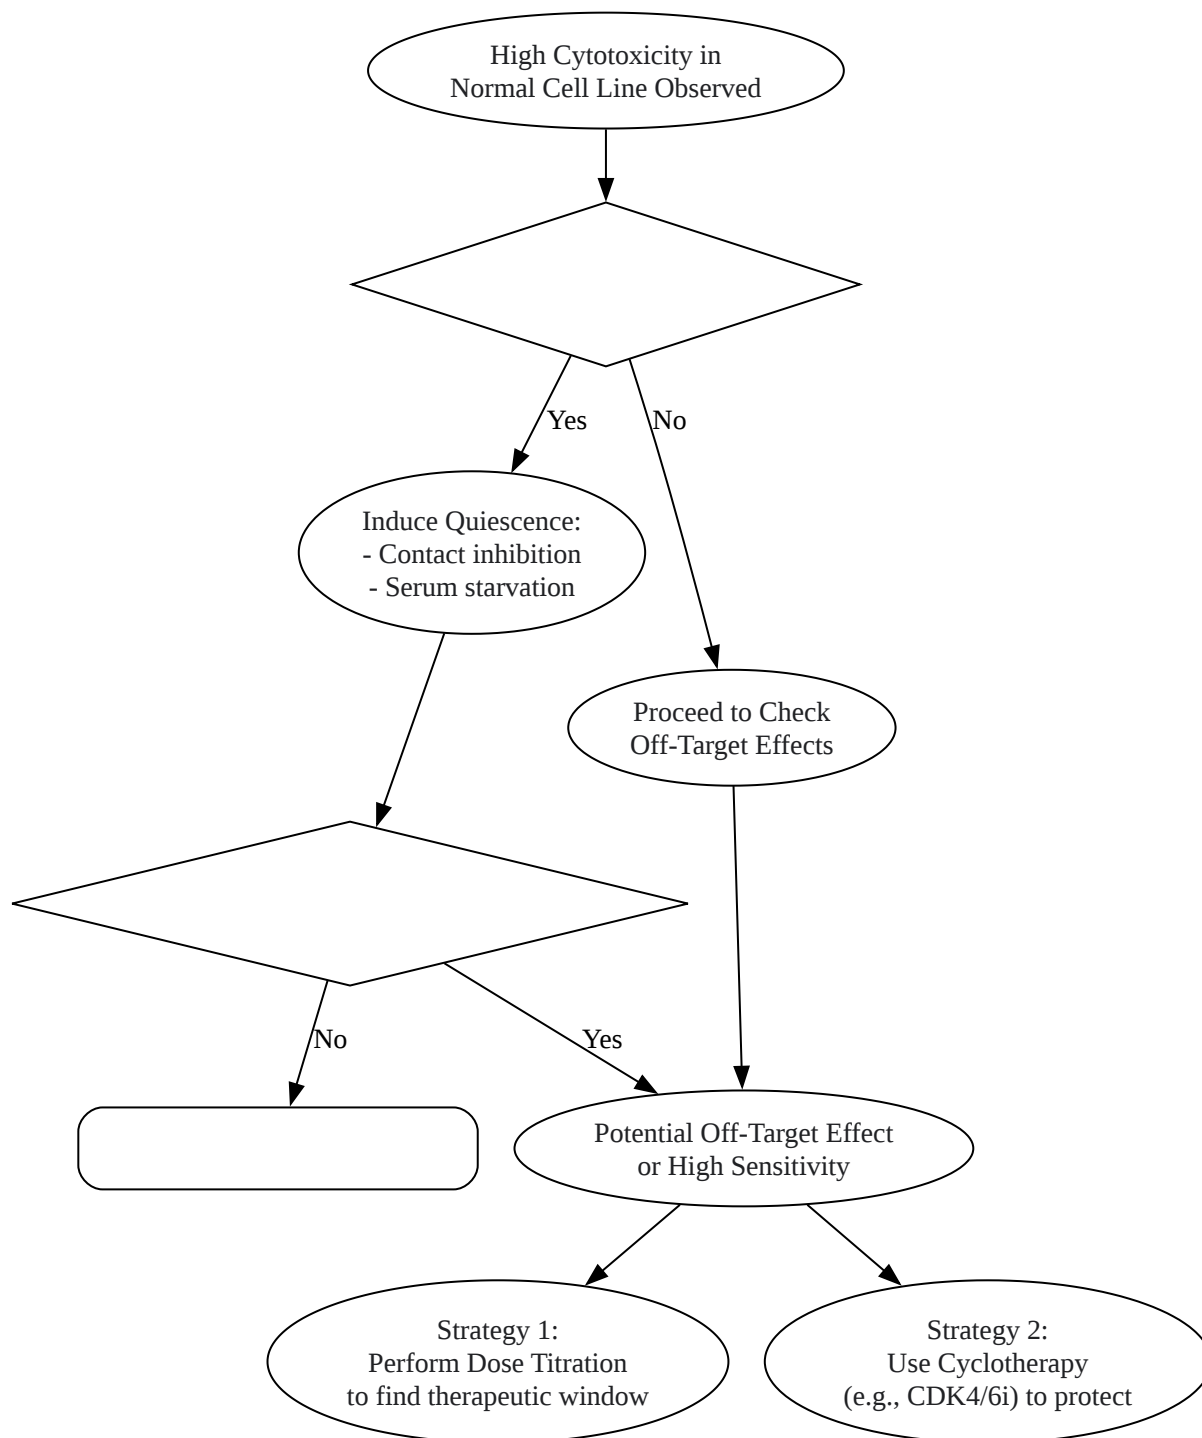 High Cytotoxicity in
Normal Cell Line Observed
Yes
No
Induce Quiescence:
- Contact inhibition
- Serum starvation
Proceed to Check
Off-Target Effects
No
Yes
Potential Off-Target Effect
or High Sensitivity
Strategy 1:
Perform Dose Titration
to find therapeutic window
Strategy 2:
Use Cyclotherapy
(e.g., CDK4/6i) to protect